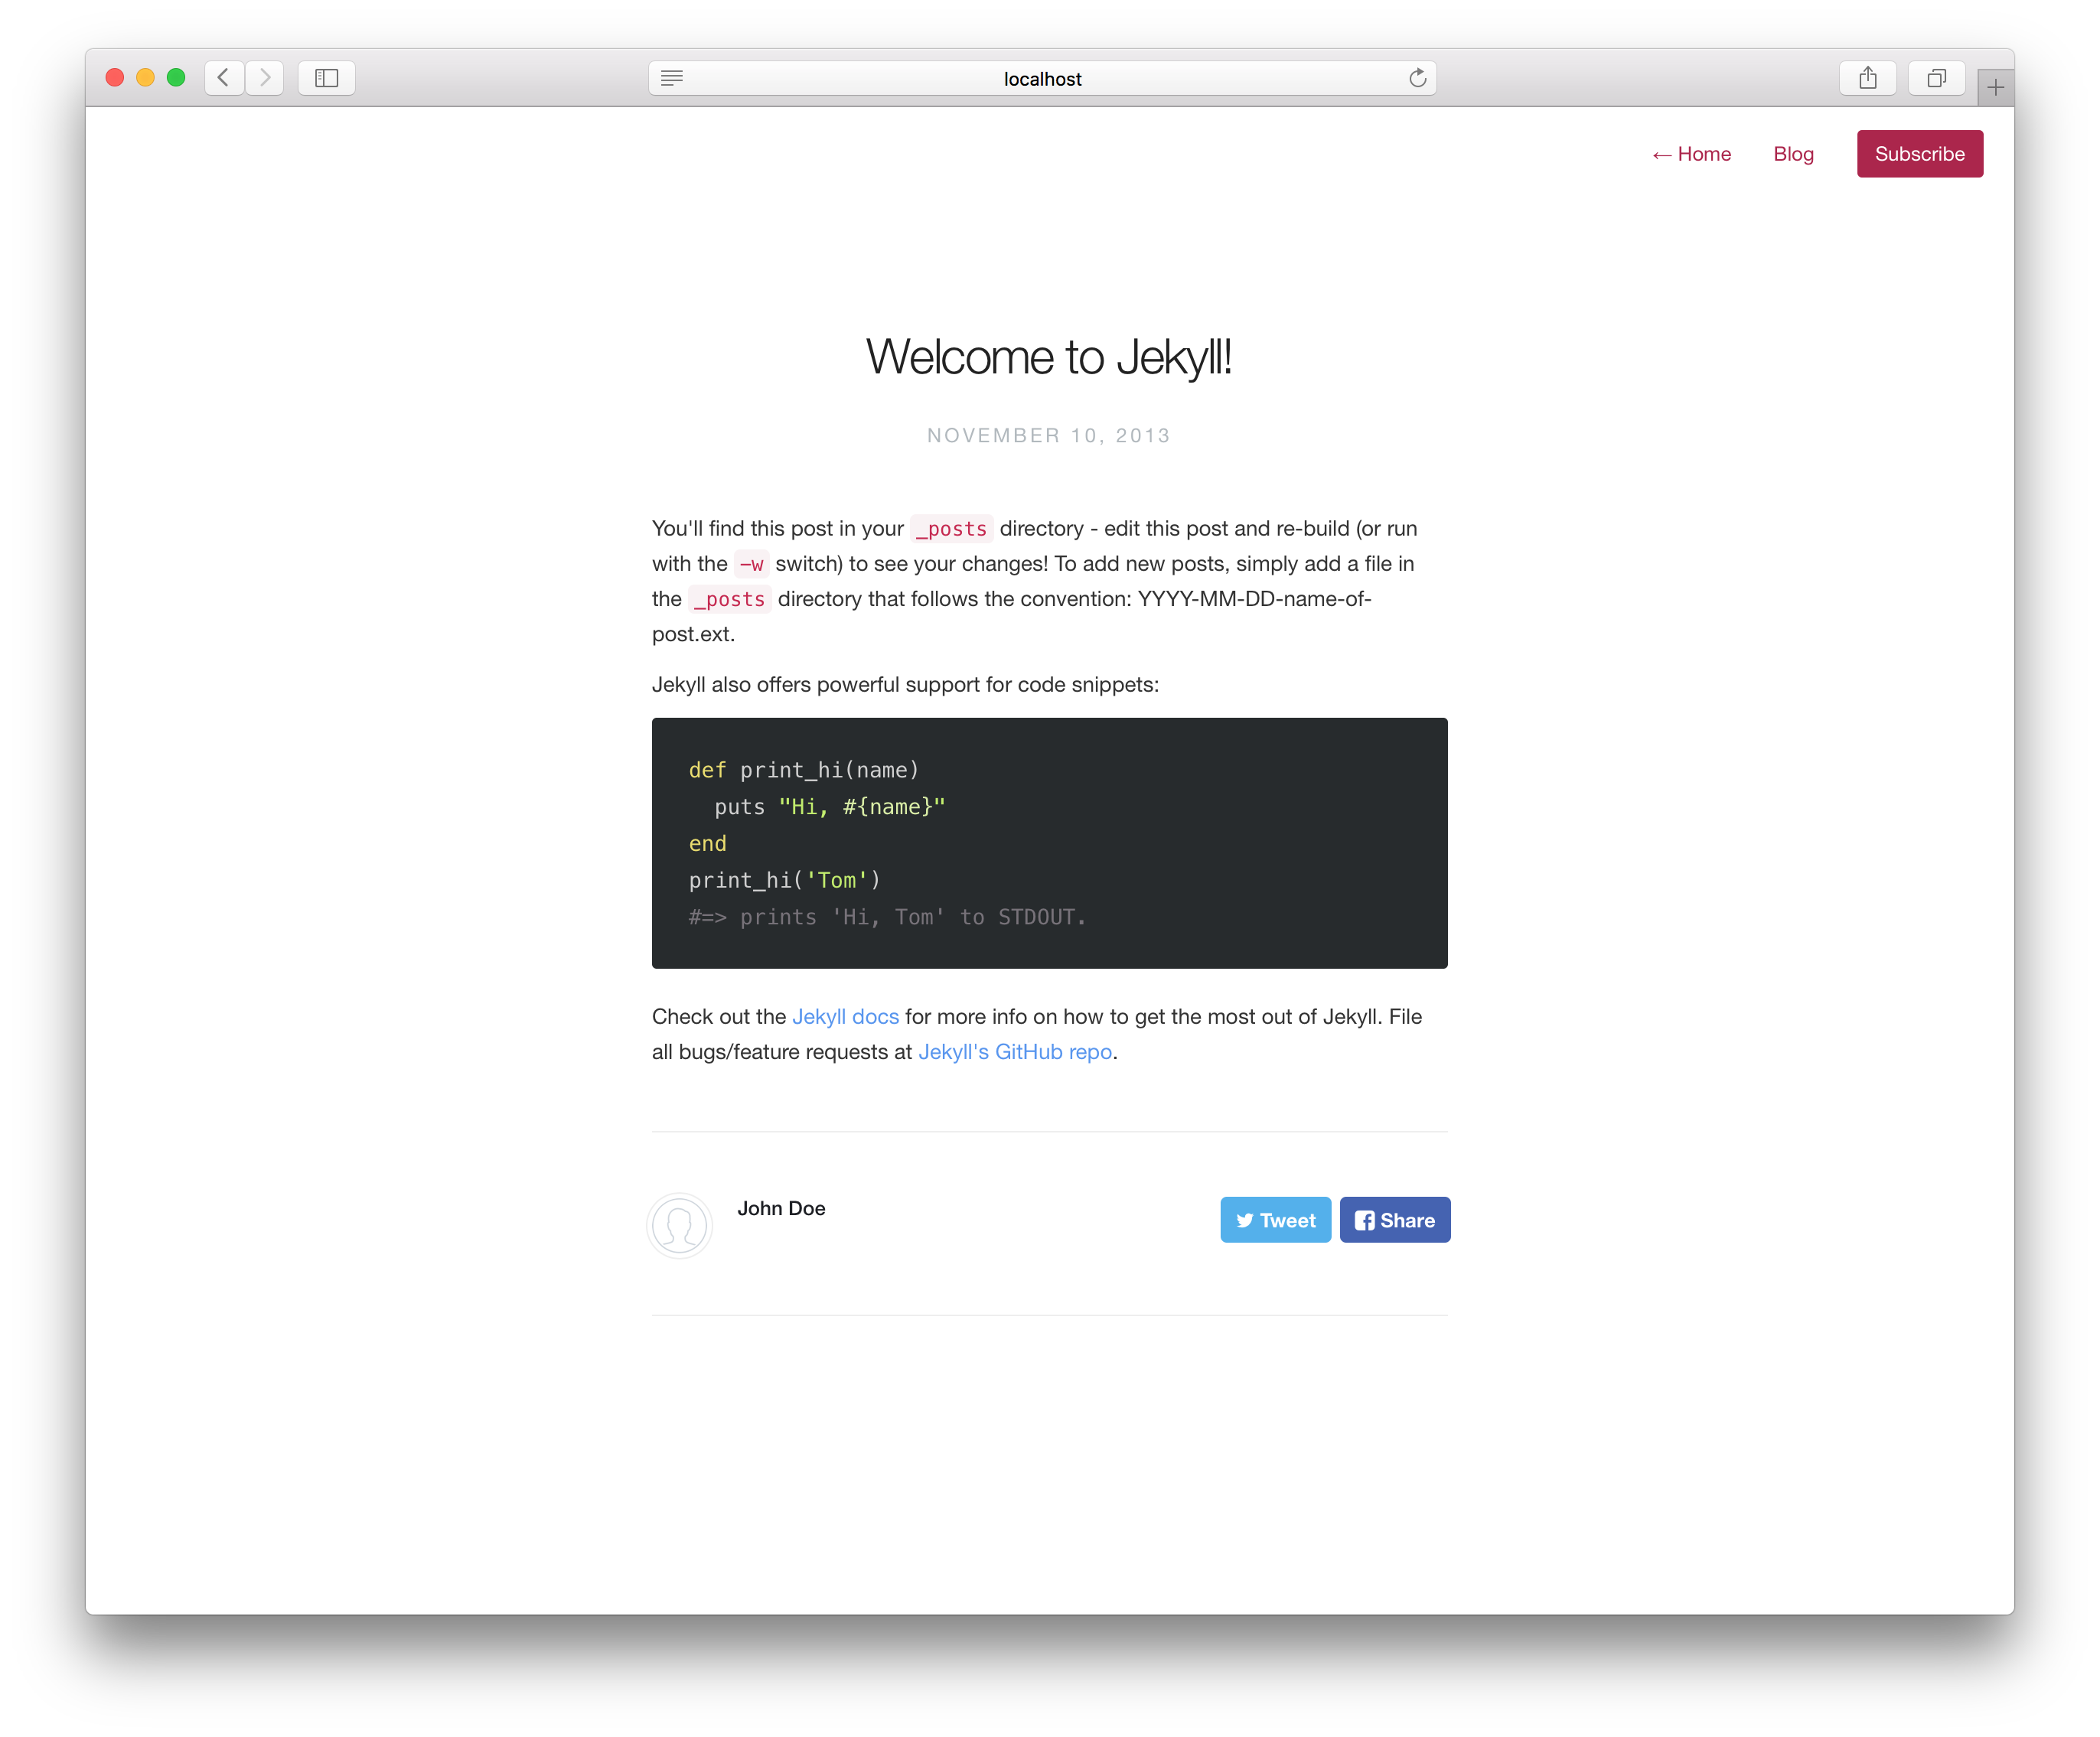 localhost
← Home Blog Subscribe
Welcome to Jekyll!
NOVEMBER 10, 2013
You'll find this post in your _posts directory - edit this post and re-build (or run
with the -w switch) to see your changes! To add new posts, simply add a file in
the _posts directory that follows the convention: YYYY-MM-DD-name-of-
post.ext.
Jekyll also offers powerful support for code snippets:
def print_hi(name)
  puts "Hi, #{name}"
end
print_hi('Tom')
#=> prints 'Hi, Tom' to STDOUT.
Check out the Jekyll docs for more info on how to get the most out of Jekyll. File
all bugs/feature requests at Jekyll's GitHub repo.
John Doe
Tweet Share